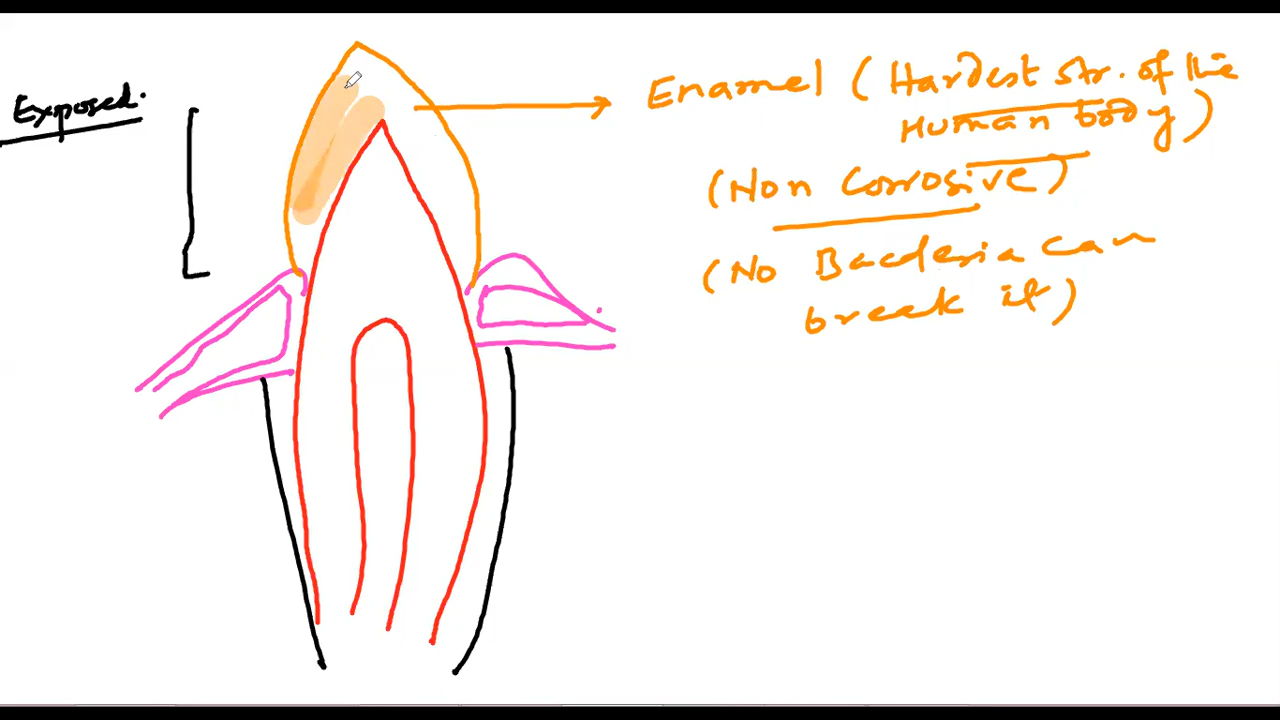 Exposed.
Enamel (Hardest str. of the
Human body)
(Non Corrosive)
(No Bacteria can
break it)